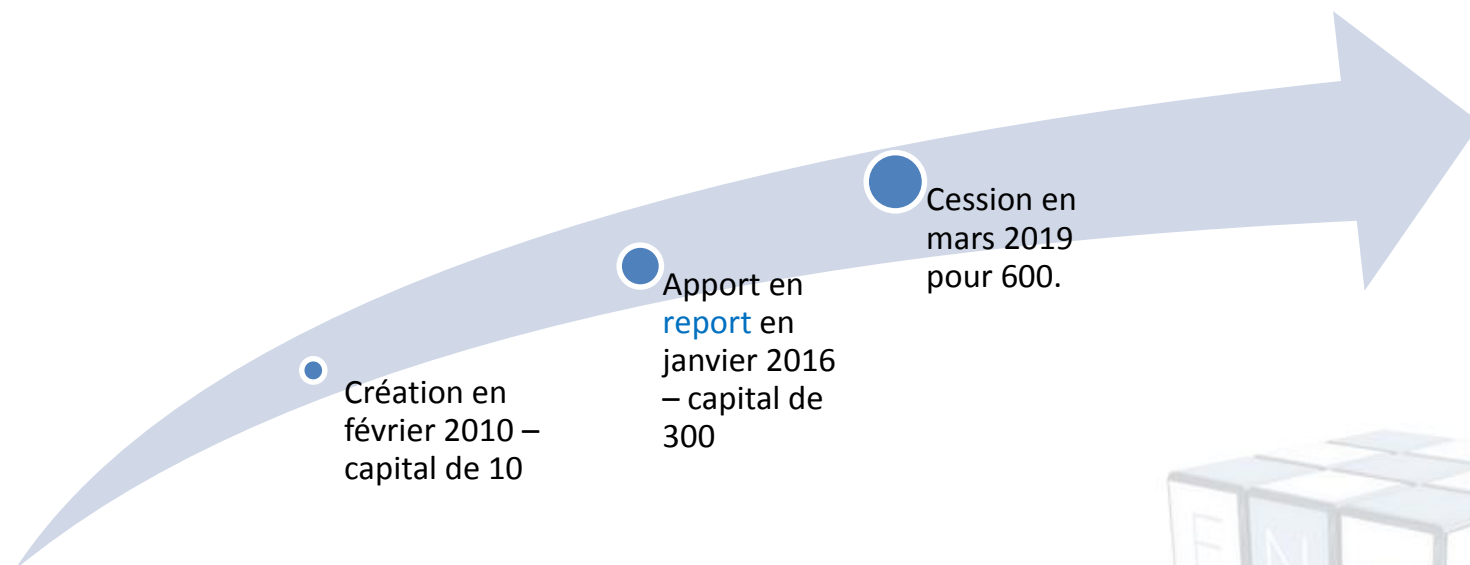 Création en
février 2010 –
capital de 10
Apport en
report en
janvier 2016
– capital de
300
Cession en
mars 2019
pour 600.
E
N